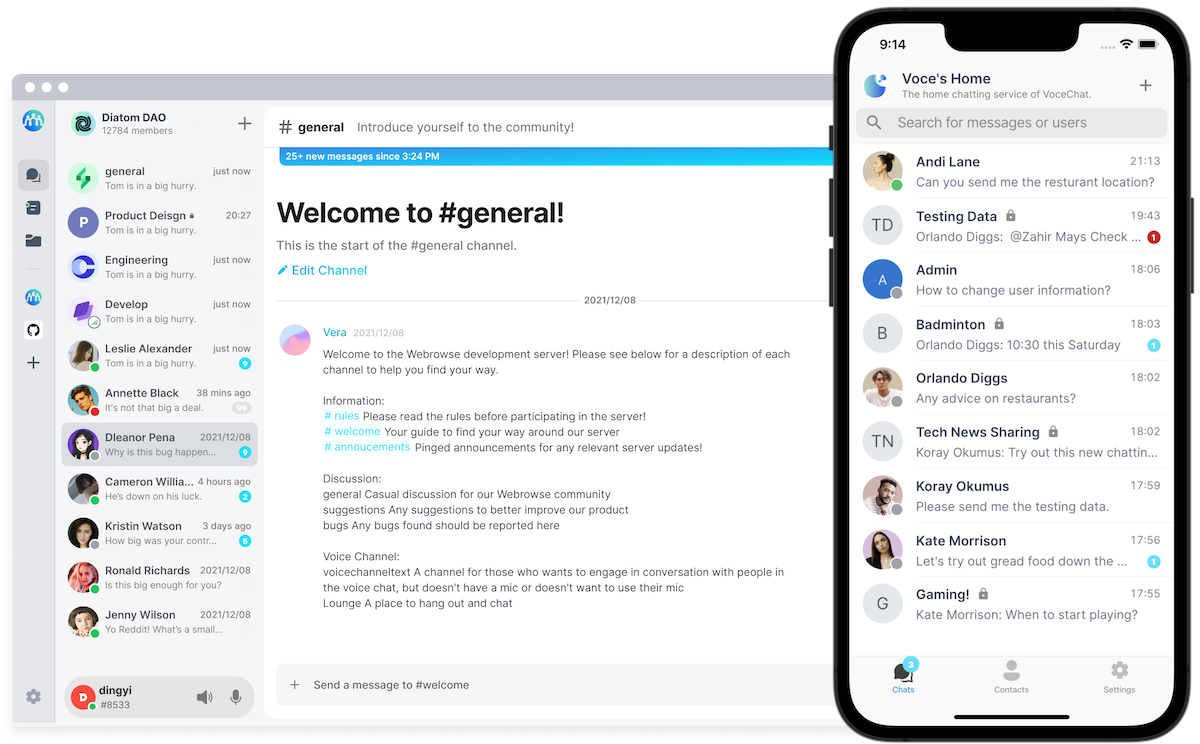 Diatom DAO
12784 members
general just now
Tom is in a big hurry.
P
Product Deisgn 20:27
Tom is in a big hurry.
Engineering just now
Tom is in a big hurry.
Develop just now
Tom is in a big hurry.
Leslie Alexander just now
Tom is in a big hurry. 9
Annette Black 38 mins ago
It's not that big a deal. 99
Dleanor Pena 2021/12/08
Why is this bug happen... 9
Cameron Willia... 4 hours ago
He's down on his luck. 2
Kristin Watson 3 days ago
How big was your contr... 5
Ronald Richards 2021/12/08
Is this big enough for you?
Jenny Wilson 2021/12/08
Yo Reddit! What's a small...
D
dingyi
#8533
# general Introduce yourself to the community!
25+ new messages since 3:24 PM
Welcome to #general!
This is the start of the #general channel.
Edit Channel
2021/12/08
Vera 2021/12/08
Welcome to the Webrowse development server! Please see below for a description of each
channel to help you find your way.
Information:
# rules Please read the rules before participating in the server!
# welcome Your guide to find your way around our server
# annoucements Pinged announcements for any relevant server updates!
Discussion:
general Casual discussion for our Webrowse community
suggestions Any suggestions to better improve our product
bugs Any bugs found should be reported here
Voice Channel:
voicechanneltext A channel for those who wants to engage in conversation with people in
the voice chat, but doesn't have a mic or doesn't want to use their mic
Lounge A place to hang out and chat
Send a message to #welcome
9:14
Voce's Home
The home chatting service of VoceChat.
Search for messages or users
Andi Lane 21:13
Can you send me the resturant location?
TD
Testing Data 19:43
Orlando Diggs: @Zahir Mays Check ... 1
A
Admin 18:06
How to change user information?
B
Badminton 18:03
Orlando Diggs: 10:30 this Saturday 1
Orlando Diggs 18:02
Any advice on restaurants?
TN
Tech News Sharing 18:02
Koray Okumus: Try out this new chattin...
Koray Okumus 17:59
Please send me the testing data.
Kate Morrison 17:56
Let's try out gread food down the ... 1
G
Gaming! 17:55
Kate Morrison: When to start playing?
3
Chats Contacts Settings